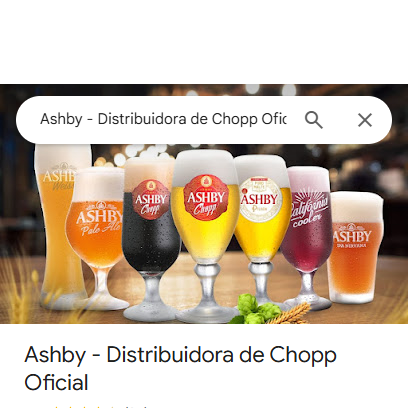 Ashby - Distribuidora de Chopp Ofic
ASHBY
ASHBY
Pale Ale
ASHBY
Chopp
ASHBY
Chopp
ASHBY
California
cooler
ASHBY
Ashby - Distribuidora de Chopp
Oficial